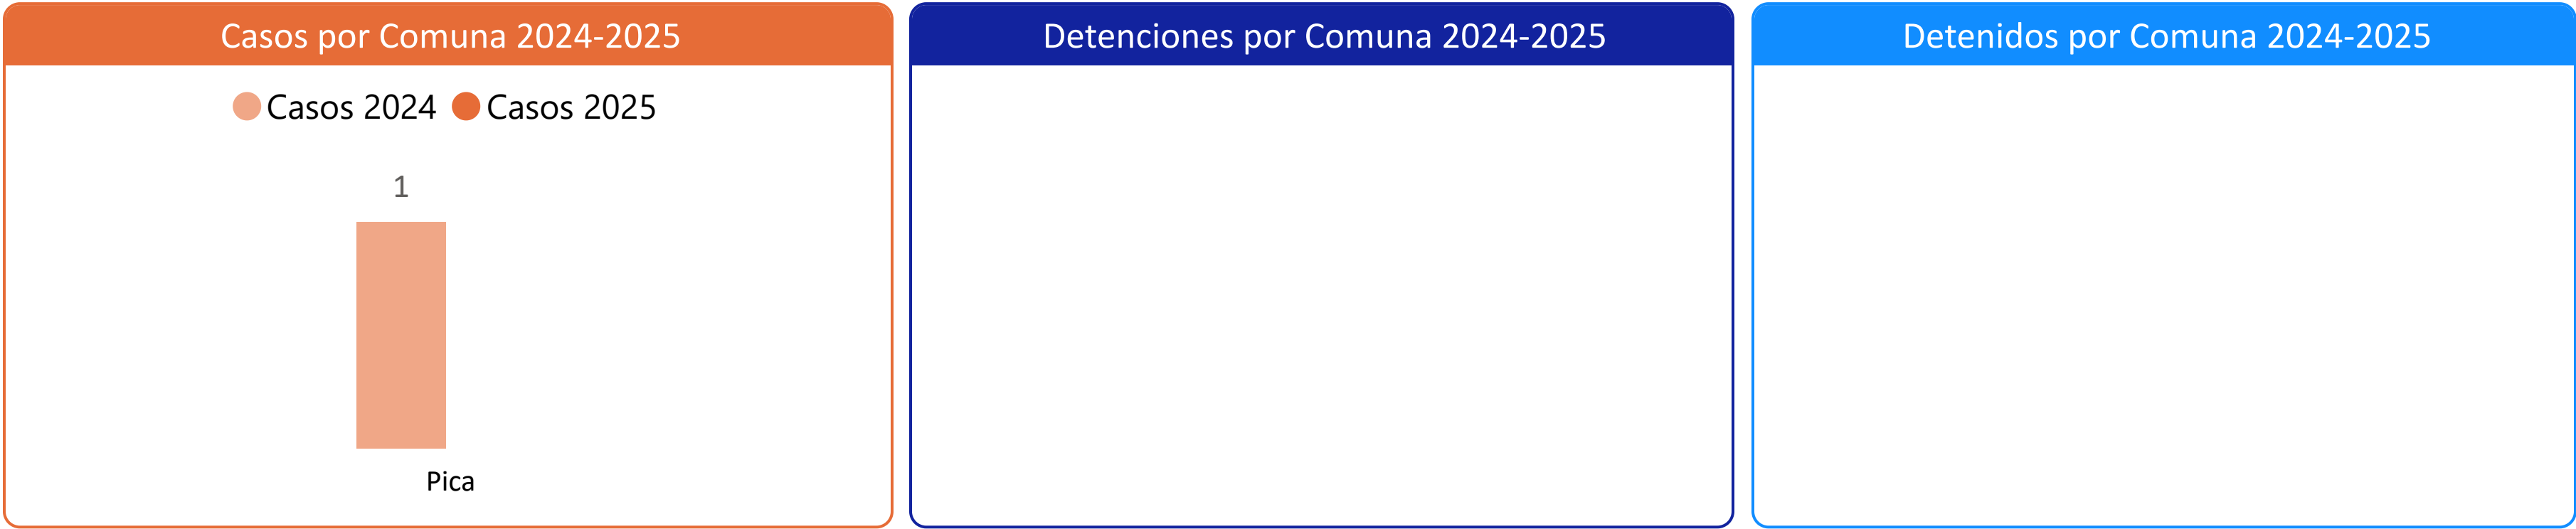 Casos por Comuna 2024-2025
Casos 2024 Casos 2025
1
Pica
Detenciones por Comuna 2024-2025
Detenidos por Comuna 2024-2025